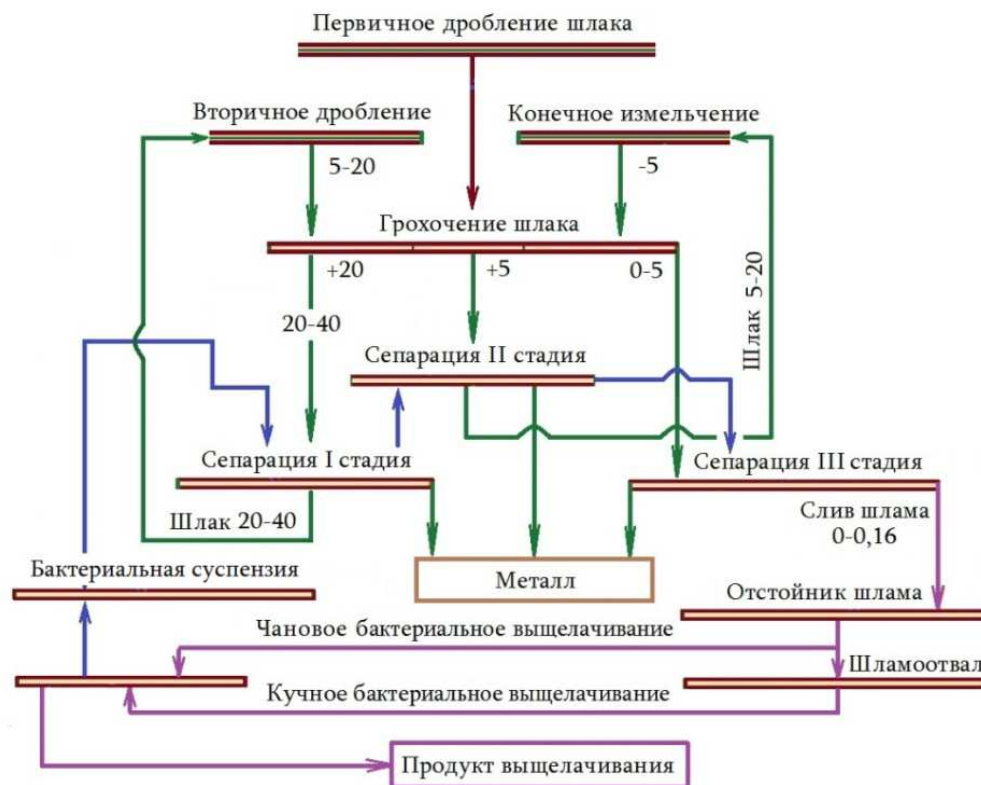 Первичное дробление шлака
Вторичное дробление
Конечное измельчение
5-20
-5
Грохочение шлака
+20
+5
0-5
20-40
Шлак 5-20
Сепарация II стадия
Сепарация I стадия
Сепарация III стадия
Шлак 20-40
Слив шлама
0-0,16
Бактериальная суспензия
Металл
Отстойник шлама
Чановое бактериальное выщелачивание
Шламоотвал
Кучное бактериальное выщелачивание
Продукт выщелачивания